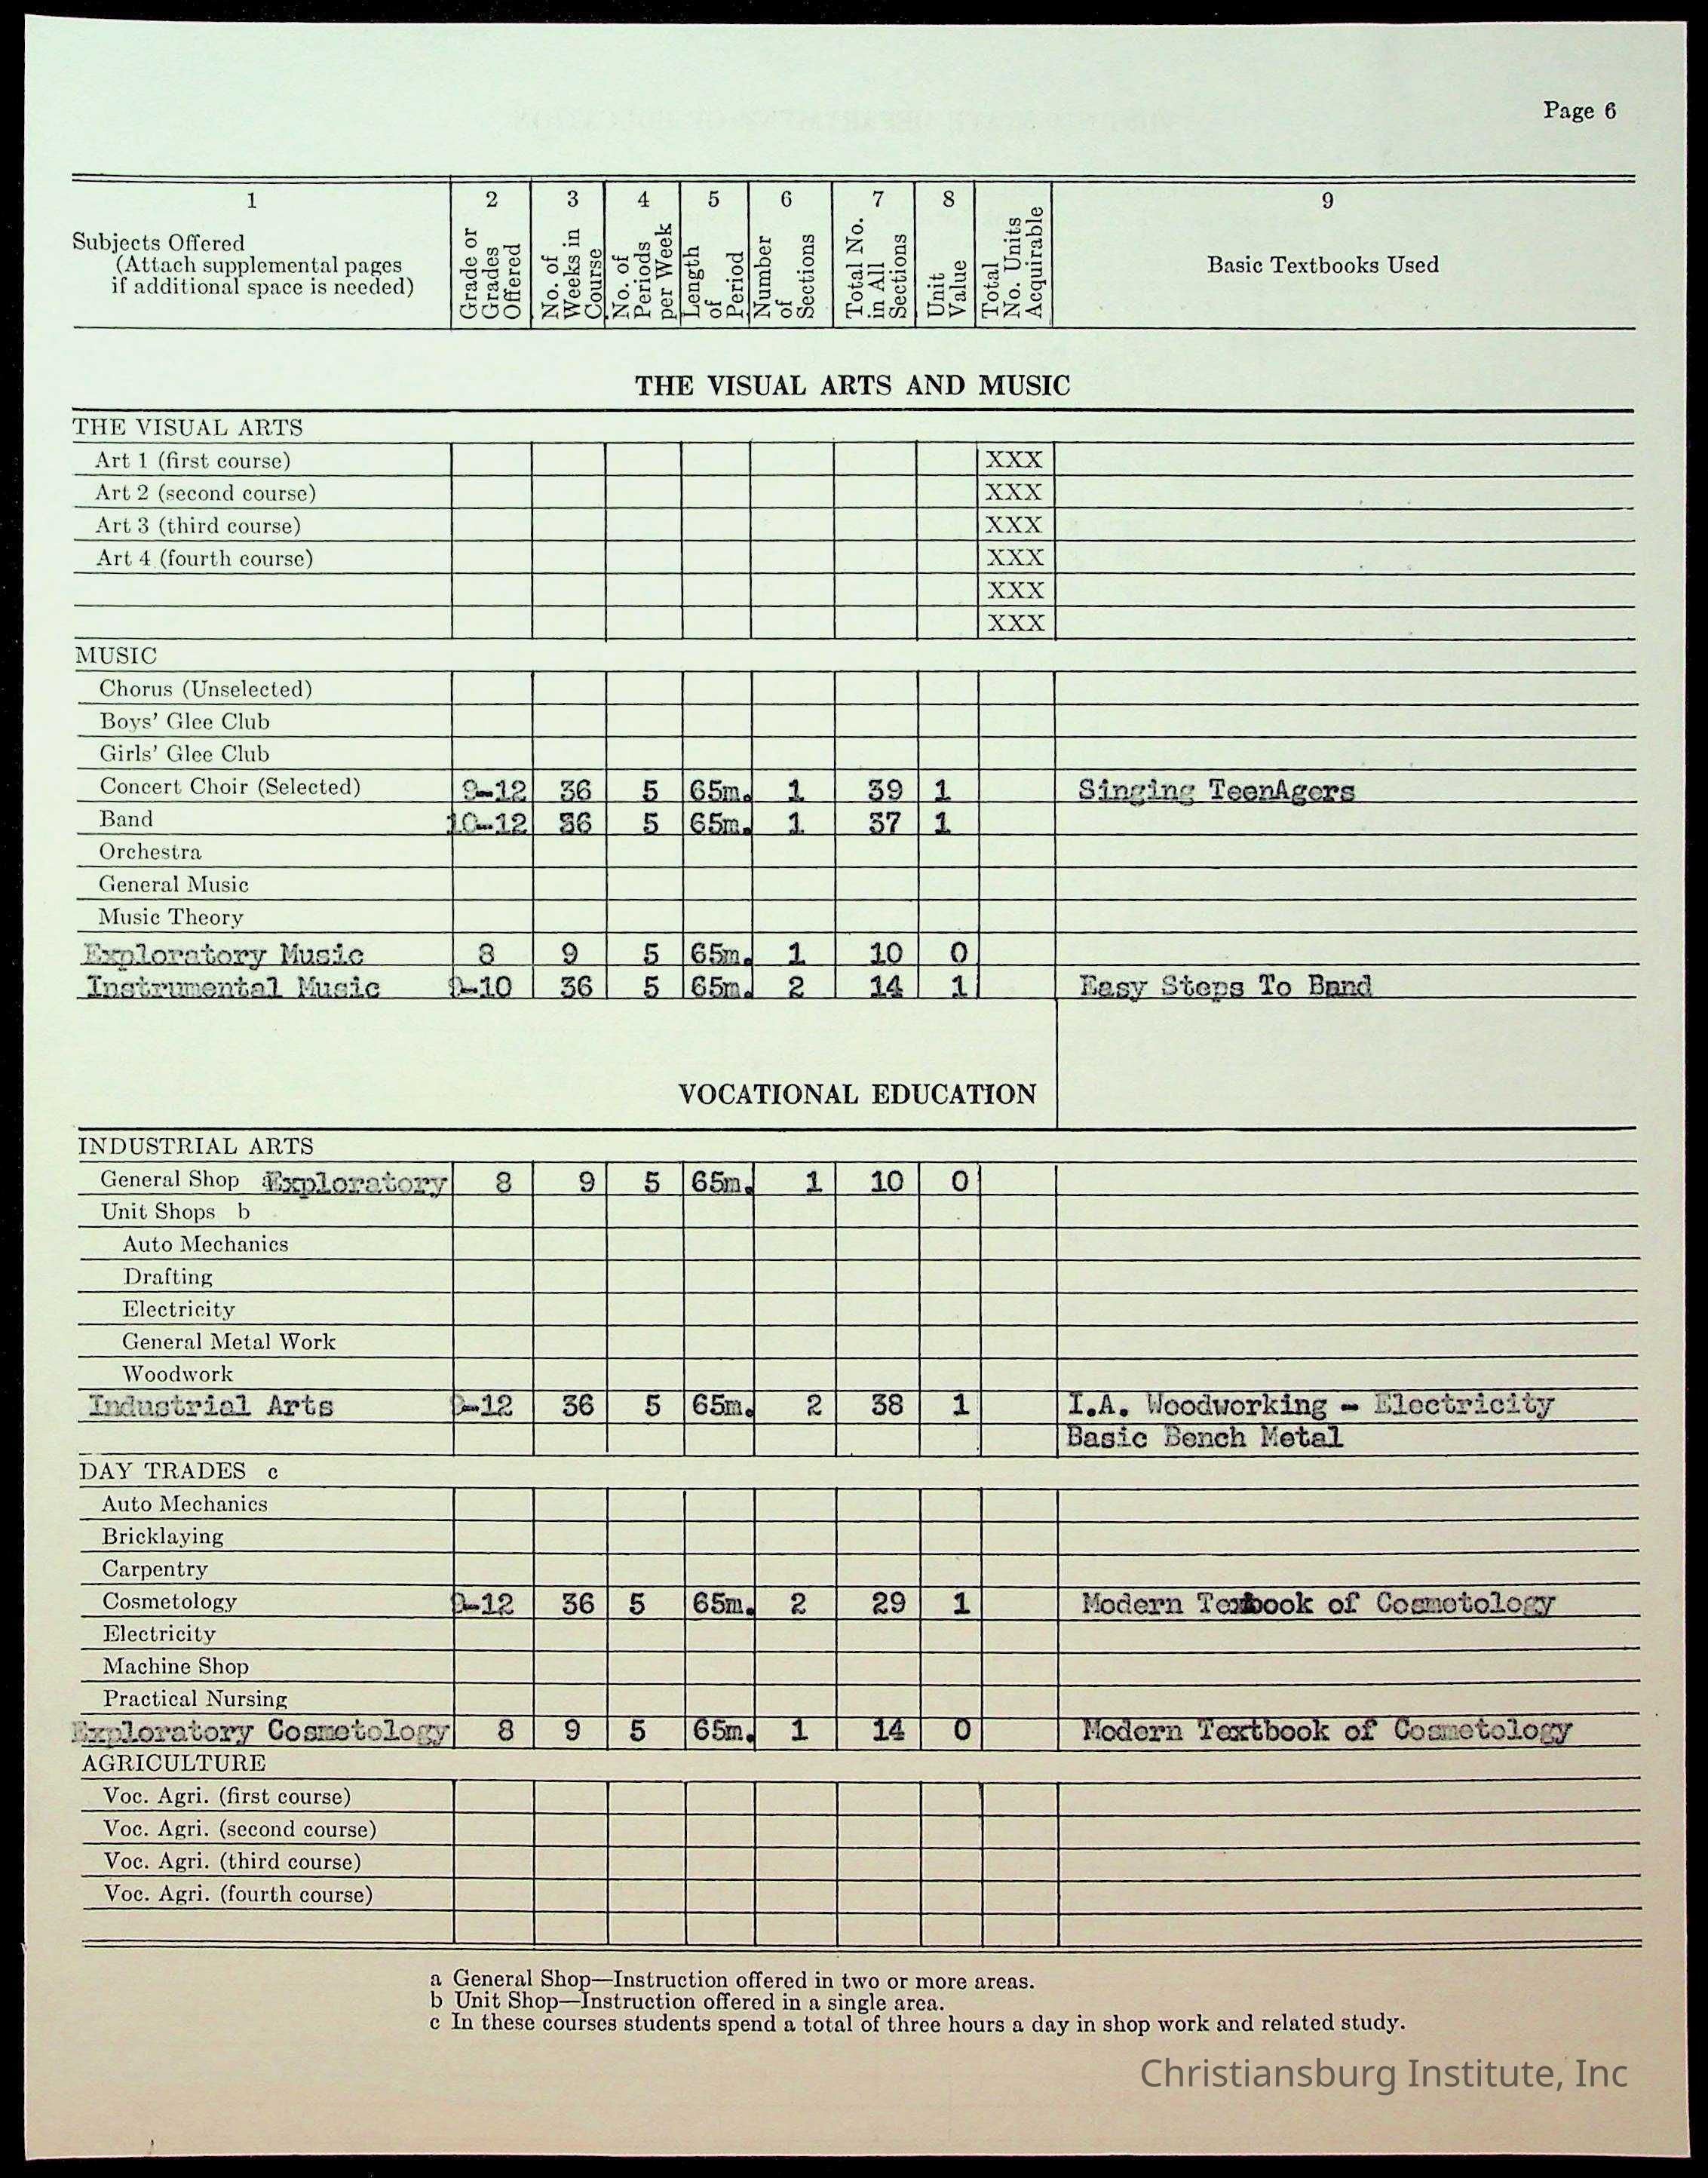 Page 6
1 2 3 4 5 6 7 8 9
Subjects Offered
(Attach supplemental pages
if additional space is needed)
Grade or Grades Offered
No. of Weeks in Course
No. of Periods per Week
Length of Period
Number of Sections
Total No. in All Sections
Unit Value
Total No. Units Acquirable
Basic Textbooks Used
THE VISUAL ARTS AND MUSIC
THE VISUAL ARTS
Art 1 (first course) XXX
Art 2 (second course) XXX
Art 3 (third course) XXX
Art 4 (fourth course) XXX
XXX
XXX
MUSIC
Chorus (Unselected)
Boys' Glee Club
Girls' Glee Club
Concert Choir (Selected) 9-12 36 5 65m. 1 39 1 Singing TeenAgers
Band 10-12 36 5 65m. 1 37 1
Orchestra
General Music
Music Theory
Exploratory Music 8 9 5 65m. 1 10 0
Instrumental Music 9-10 36 5 65m. 2 14 1 Easy Steps To Band
VOCATIONAL EDUCATION
INDUSTRIAL ARTS
General Shop a Exploratory 8 9 5 65m. 1 10 0
Unit Shops b
Auto Mechanics
Drafting
Electricity
General Metal Work
Woodwork
Industrial Arts 9-12 36 5 65m. 2 38 1 I.A. Woodworking - Electricity
Basic Bench Metal
DAY TRADES c
Auto Mechanics
Bricklaying
Carpentry
Cosmetology 9-12 36 5 65m. 2 29 1 Modern Texbook of Cosmetology
Electricity
Machine Shop
Practical Nursing
Exploratory Cosmetology 8 9 5 65m. 1 14 0 Modern Textbook of Cosmetology
AGRICULTURE
Voc. Agri. (first course)
Voc. Agri. (second course)
Voc. Agri. (third course)
Voc. Agri. (fourth course)
a General Shop—Instruction offered in two or more areas.
b Unit Shop—Instruction offered in a single area.
c In these courses students spend a total of three hours a day in shop work and related study.
Christiansburg Institute, Inc